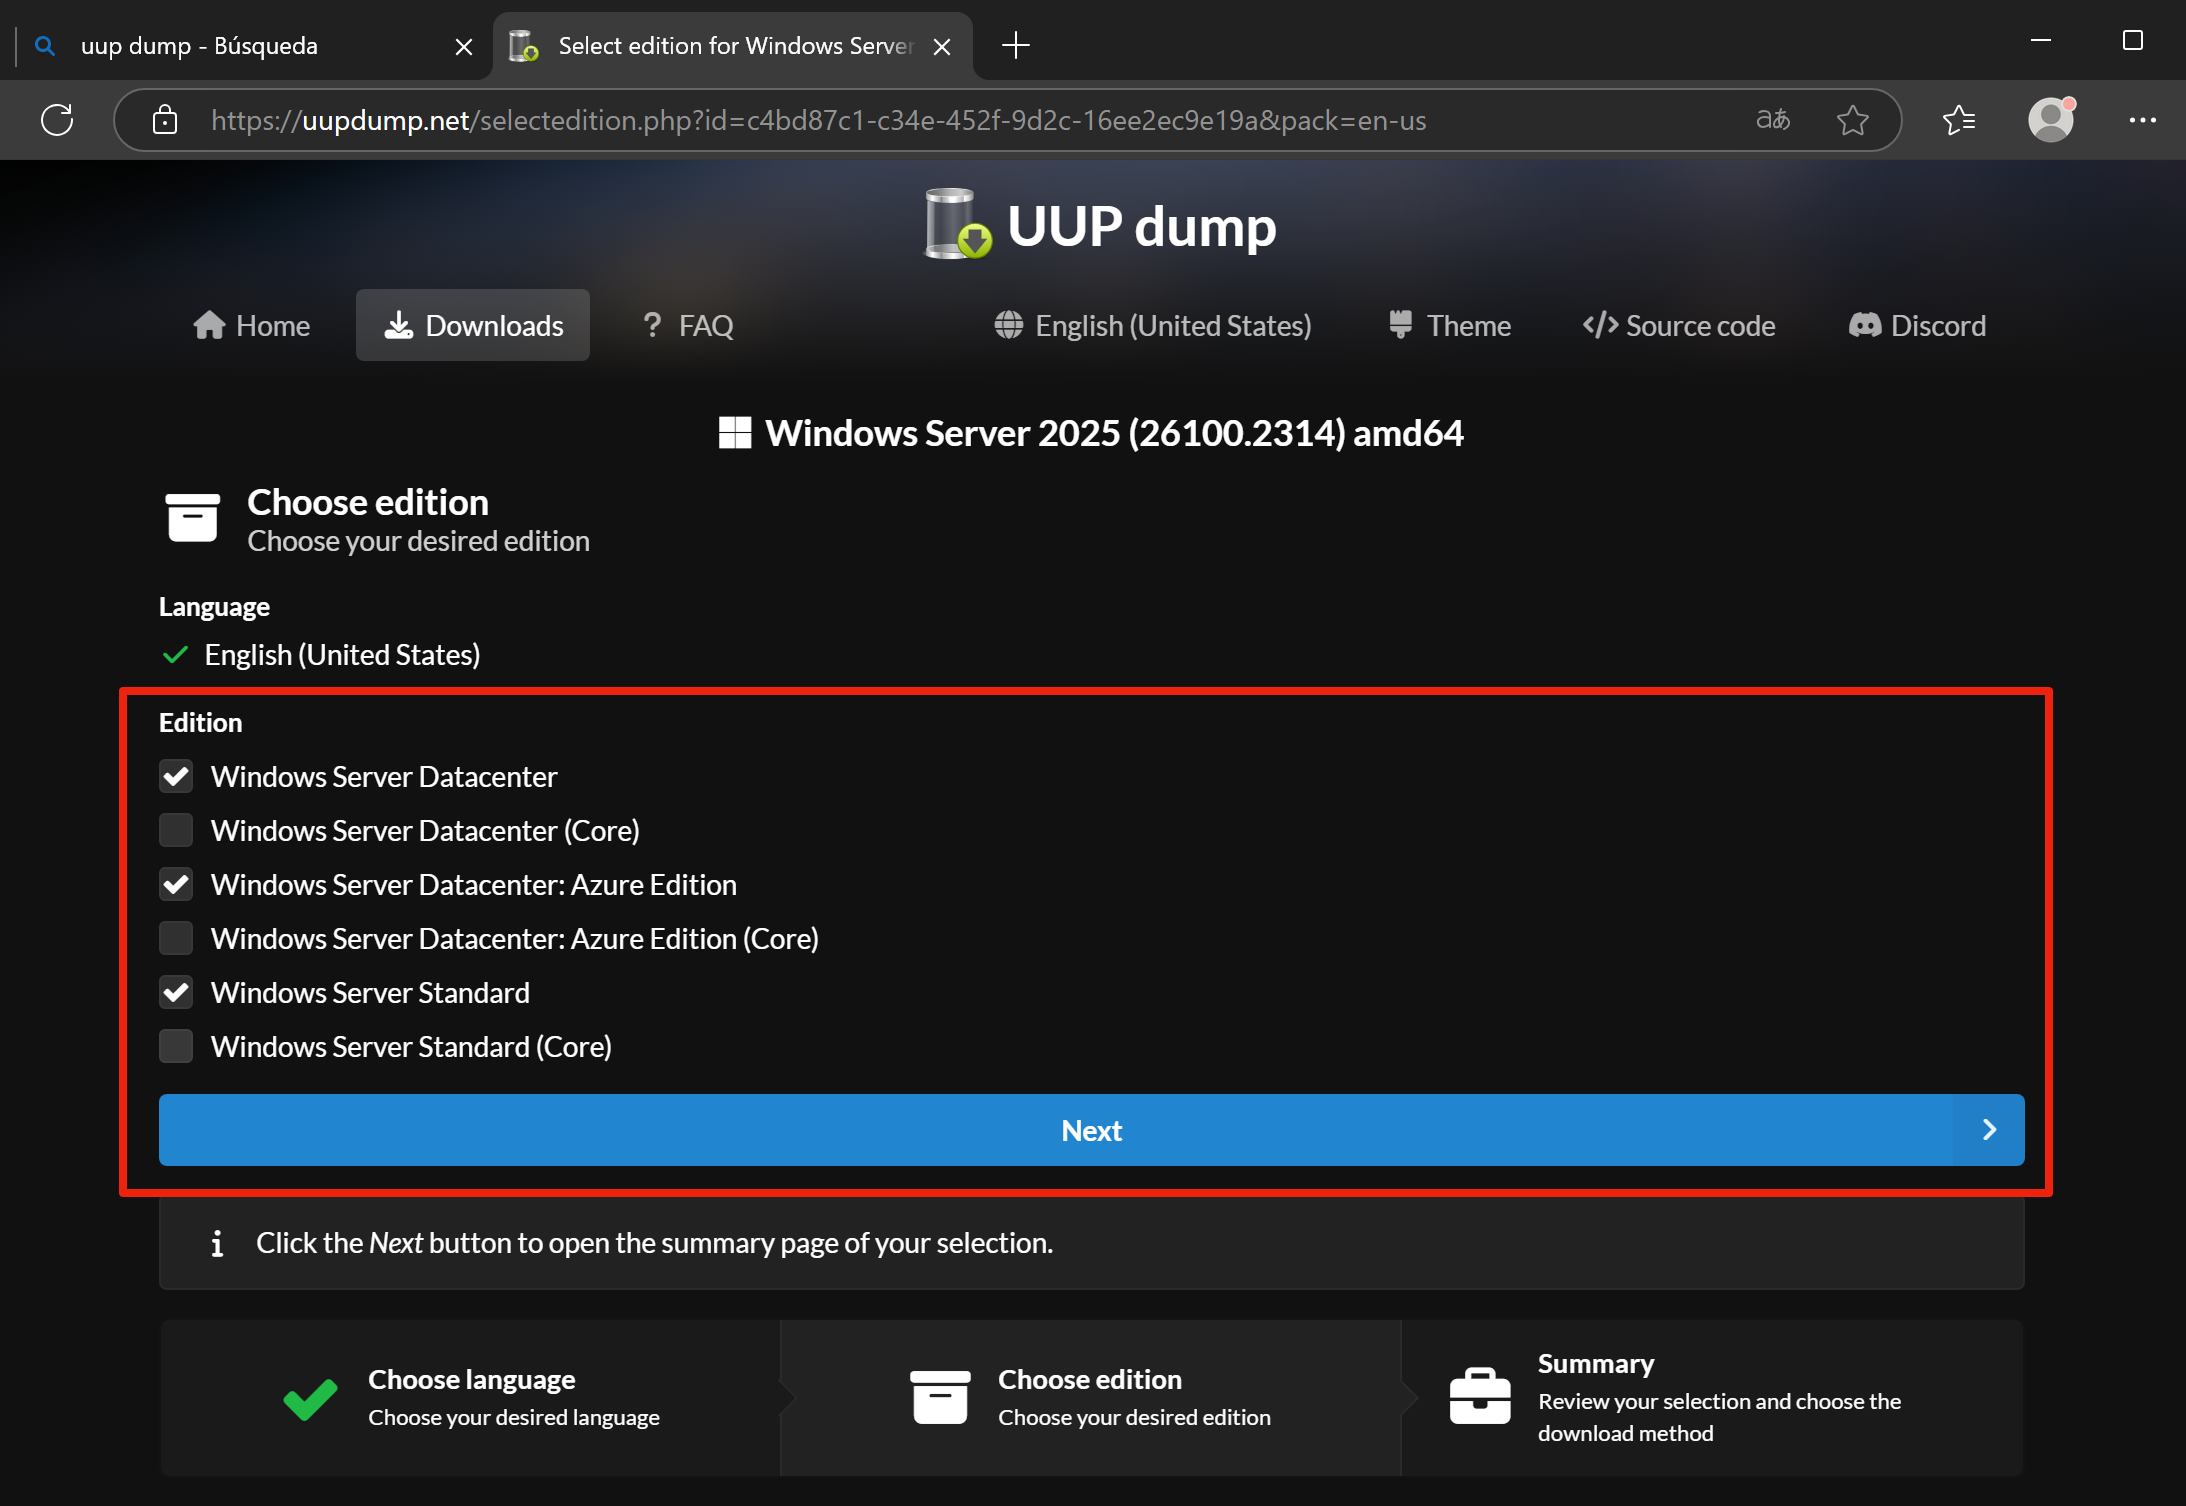 uup dump - Búsqueda
Select edition for Windows Server
https://uupdump.net/selectedition.php?id=c4bd87c1-c34e-452f-9d2c-16ee2ec9e19a&pack=en-us
aあ
UUP dump
Home
Downloads
? FAQ
English (United States)
Theme
</> Source code
Discord
Windows Server 2025 (26100.2314) amd64
Choose edition
Choose your desired edition
Language
English (United States)
Edition
Windows Server Datacenter
Windows Server Datacenter (Core)
Windows Server Datacenter: Azure Edition
Windows Server Datacenter: Azure Edition (Core)
Windows Server Standard
Windows Server Standard (Core)
Next
Click the Next button to open the summary page of your selection.
Choose language
Choose your desired language
Choose edition
Choose your desired edition
Summary
Review your selection and choose the
download method